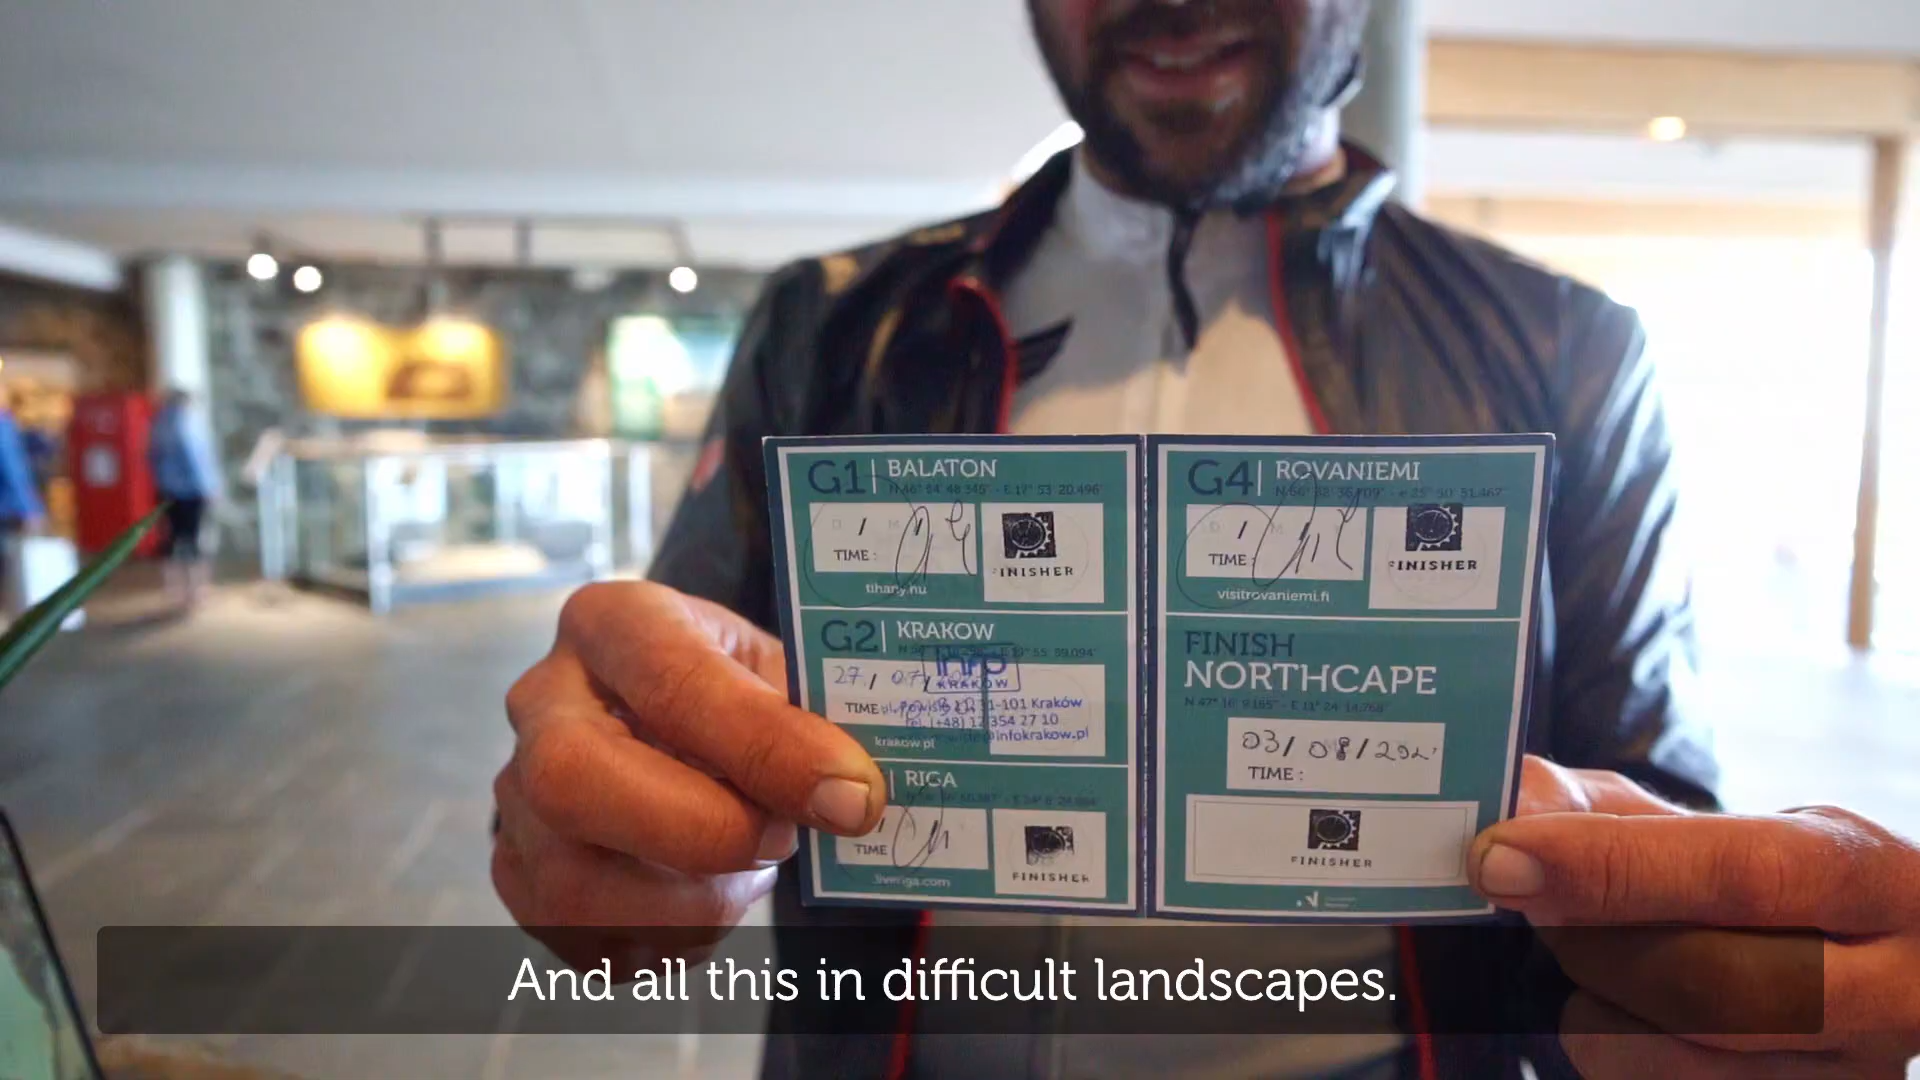 G1 | BALATON
TIME :
FINISHER
tihany.hu
G2 | KRAKOW
27 / 07 /
info
KRAKOW
TIME
31-101 Kraków
tel. (+48) 12 354 27 10
@infokrakow.pl
krakow.pl
| RIGA
TIME
FINISHER
liveriga.com
G4 | ROVANIEMI
TIME :
FINISHER
visitrovaniemi.fi
FINISH
NORTHCAPE
03/ 08 /
TIME :
FINISHER
And all this in difficult landscapes.